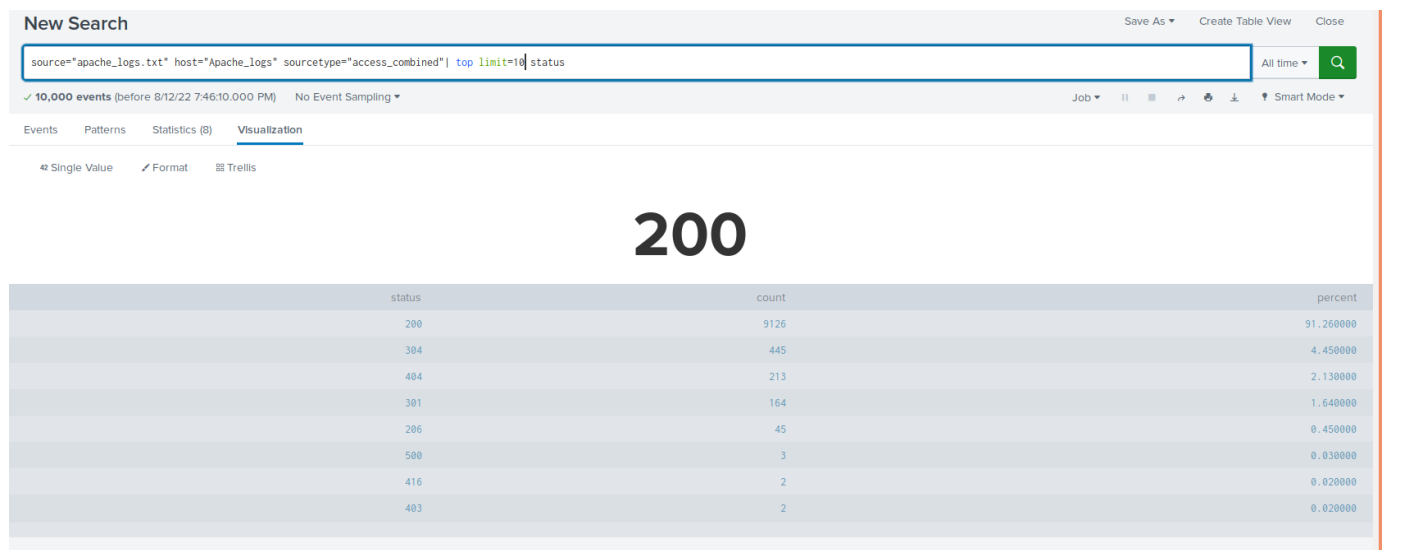 New Search
Save As ▾ Create Table View Close
source="apache_logs.txt" host="Apache_logs" sourcetype="access_combined"| top limit=10 status
All time ▾
✓ 10,000 events (before 8/12/22 7:46:10.000 PM) No Event Sampling ▾
Job ▾ Smart Mode ▾
Events Patterns Statistics (8) Visualization
42 Single Value Format Trellis
200
status count percent
200 9126 91.260000
304 445 4.450000
404 213 2.130000
301 164 1.640000
206 45 0.450000
500 3 0.030000
416 2 0.020000
403 2 0.020000